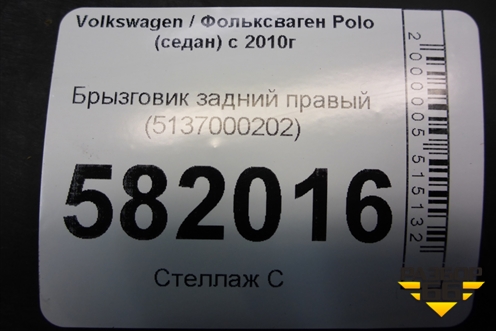 Volkswagen / Фольксваген Polo
(седан) с 2010г
Брызговик задний правый
(5137000202)
582016
Стеллаж С
2000005515132